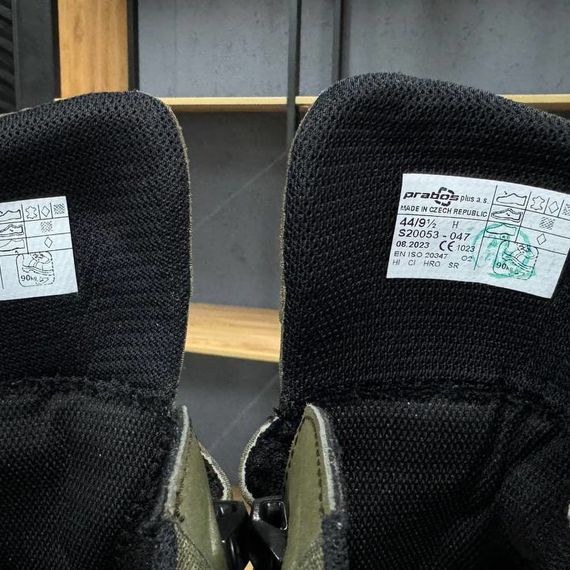 prabos plus a.s.
MADE IN CZECH REPUBLIC
44/9½ H
S20053 - 047
08.2023 CE 1023
EN ISO 20347 O2
HI CI HRO SR